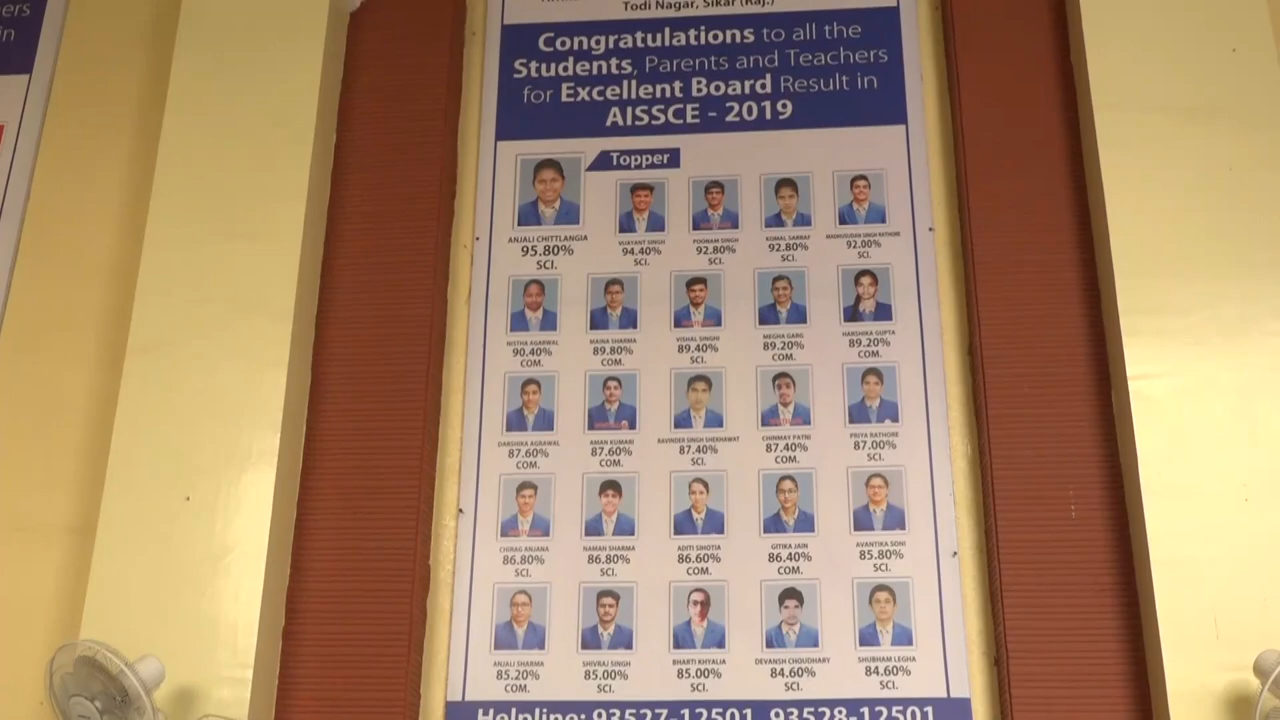 ers
in
Todi Nagar, Sikar (Raj.)
Congratulations to all the
Students, Parents and Teachers
for Excellent Board Result in
AISSCE - 2019
Topper
ANJALI CHITTLANGIA
95.80%
SCI.
VIJAYANT SINGH
94.40%
SCI.
POONAM SINGH
92.80%
SCI.
KOMAL SARRAF
92.80%
SCI.
MADHUSUDAN SINGH RATHORE
92.00%
SCI.
NISTHA AGARWAL
90.40%
COM.
MAINA SHARMA
89.80%
COM.
VISHAL SINGHI
89.40%
SCI.
MEGHA GARG
89.20%
COM.
HARSHIKA GUPTA
89.20%
COM.
DARSHIKA AGRAWAL
87.60%
COM.
AMAN KUMARI
87.60%
COM.
RAVINDER SINGH SHEKHAWAT
87.40%
SCI.
CHINMAY PATNI
87.40%
COM.
PRIYA RATHORE
87.00%
SCI.
CHIRAG ANJANA
86.80%
SCI.
NAMAN SHARMA
86.80%
SCI.
ADITI SIHOTIA
86.60%
COM.
GITIKA JAIN
86.40%
COM.
AVANTIKA SONI
85.80%
SCI.
ANJALI SHARMA
85.20%
COM.
SHIVRAJ SINGH
85.00%
SCI.
BHARTI KHYALIA
85.00%
SCI.
DEVANSH CHOUDHARY
84.60%
SCI.
SHUBHAM LEGHA
84.60%
SCI.
Helpline: 93527-12501, 93528-12501